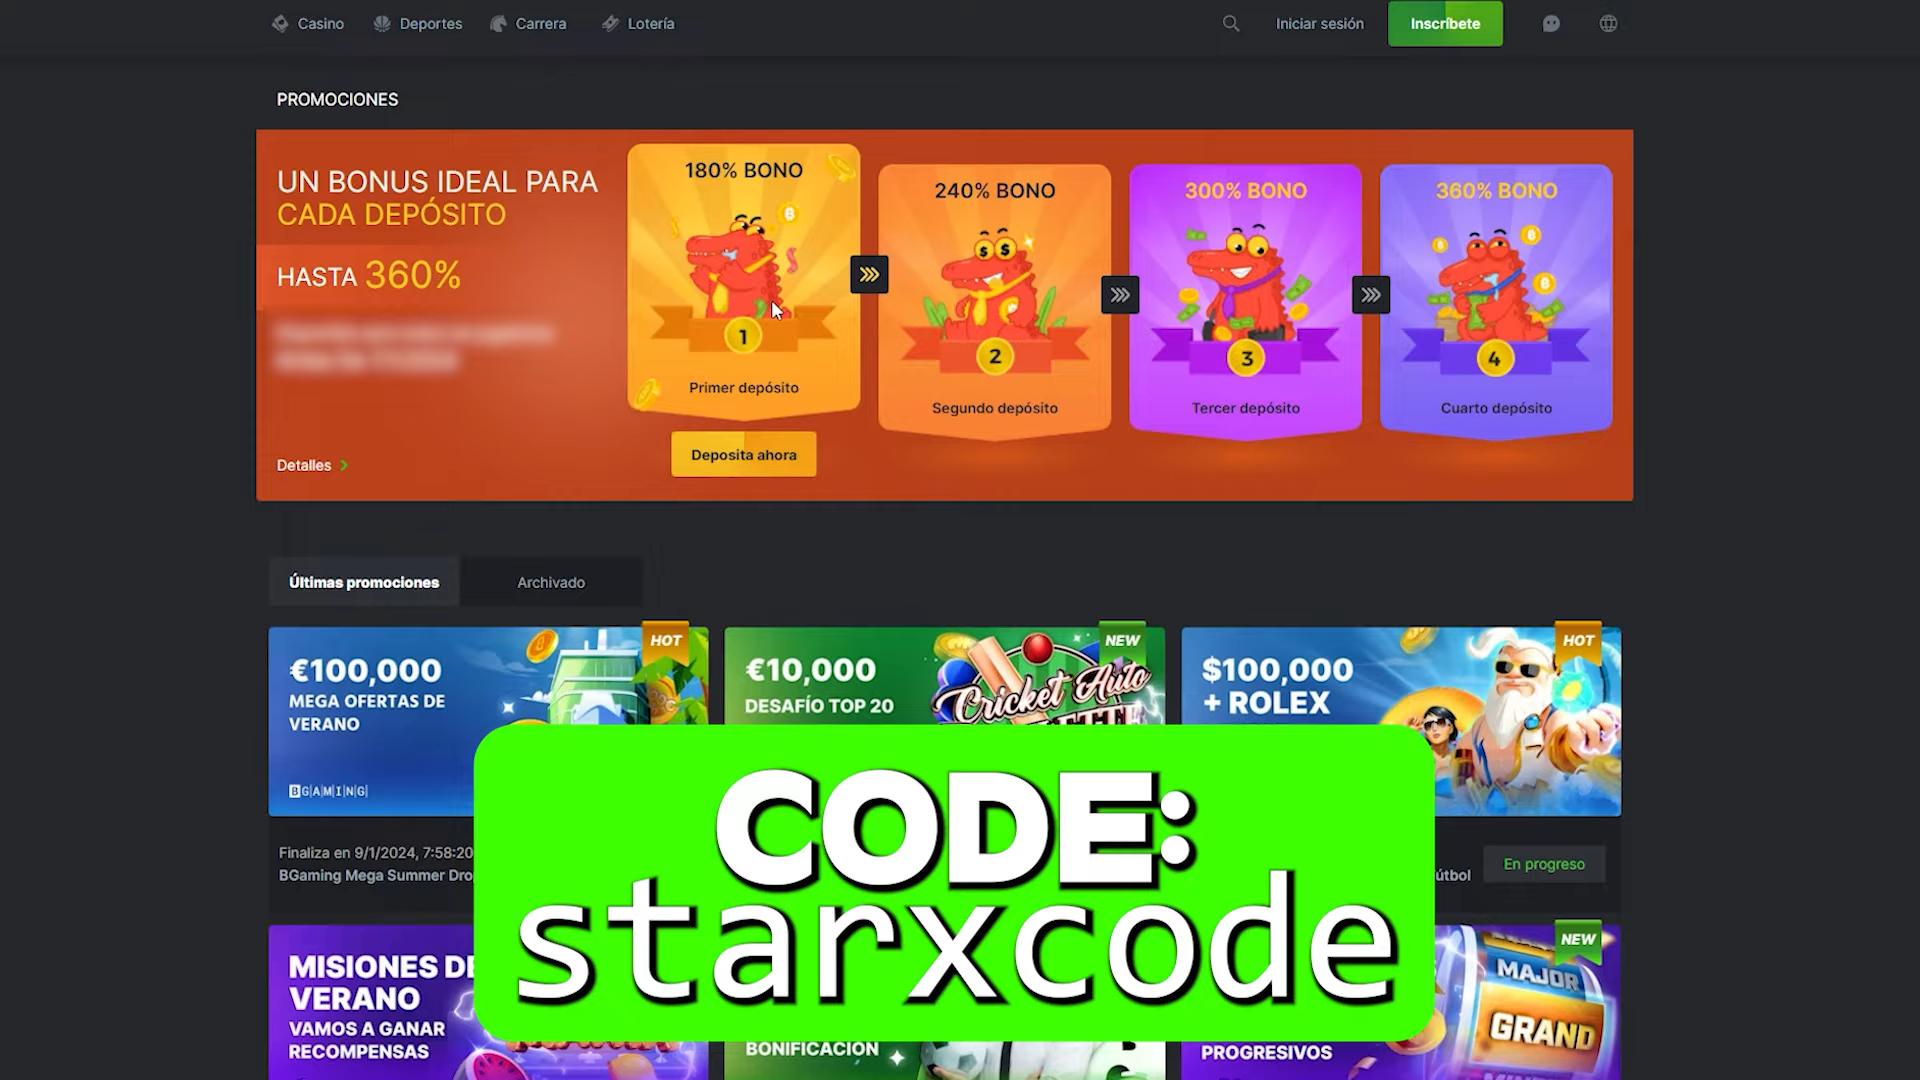 Casino
Deportes
Carrera
Lotería
Iniciar sesión
Inscríbete
PROMOCIONES
UN BONUS IDEAL PARA
CADA DEPÓSITO
HASTA 360%
Detalles
180% BONO
1
Primer depósito
Deposita ahora
240% BONO
2
Segundo depósito
300% BONO
3
Tercer depósito
360% BONO
4
Cuarto depósito
Últimas promociones
Archivado
HOT
€100,000
MEGA OFERTAS DE
VERANO
BGAMING
Finaliza en 9/1/2024, 7:58:20
BGaming Mega Summer Dro
NEW
€10,000
DESAFÍO TOP 20
Cricket Auto
HOT
$100,000
+ ROLEX
útbol
En progreso
CODE:
starxcode
MISIONES DE
VERANO
VAMOS A GANAR
RECOMPENSAS
BONIFICACIÓN
NEW
MAJOR
GRAND
PROGRESIVOS